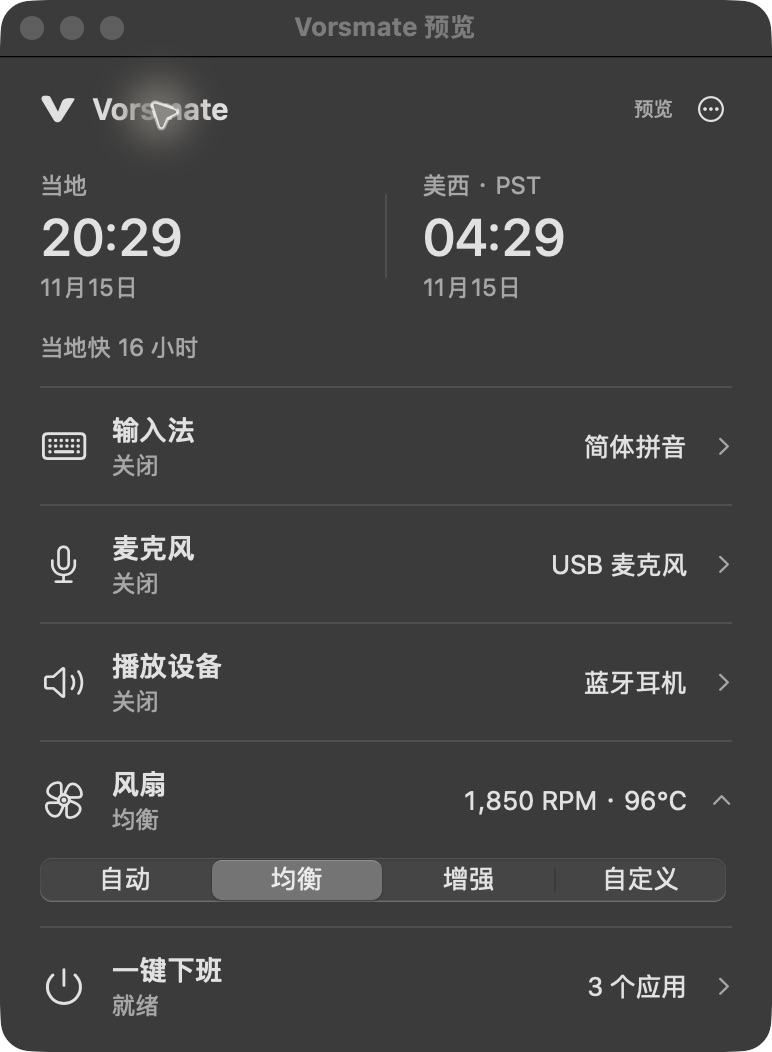 Vorsmate 预览
Vorsmate
预览
当地
美西 · PST
20:29
04:29
11月15日
11月15日
当地快 16 小时
输入法
关闭
简体拼音
麦克风
关闭
USB 麦克风
播放设备
关闭
蓝牙耳机
风扇
均衡
1,850 RPM · 96°C
自动
均衡
增强
自定义
一键下班
就绪
3 个应用